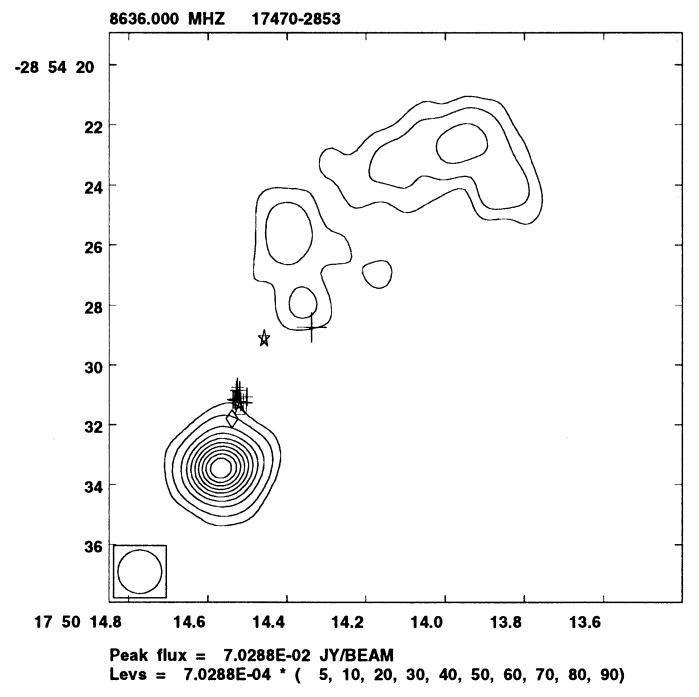 8636.000 MHZ 17470-2853
-28 54 20
22
24
26
28
30
32
34
36
17 50 14.8 14.6 14.4 14.2 14.0 13.8 13.6
Peak flux = 7.0288E-02 JY/BEAM
Levs = 7.0288E-04 * ( 5, 10, 20, 30, 40, 50, 60, 70, 80, 90)